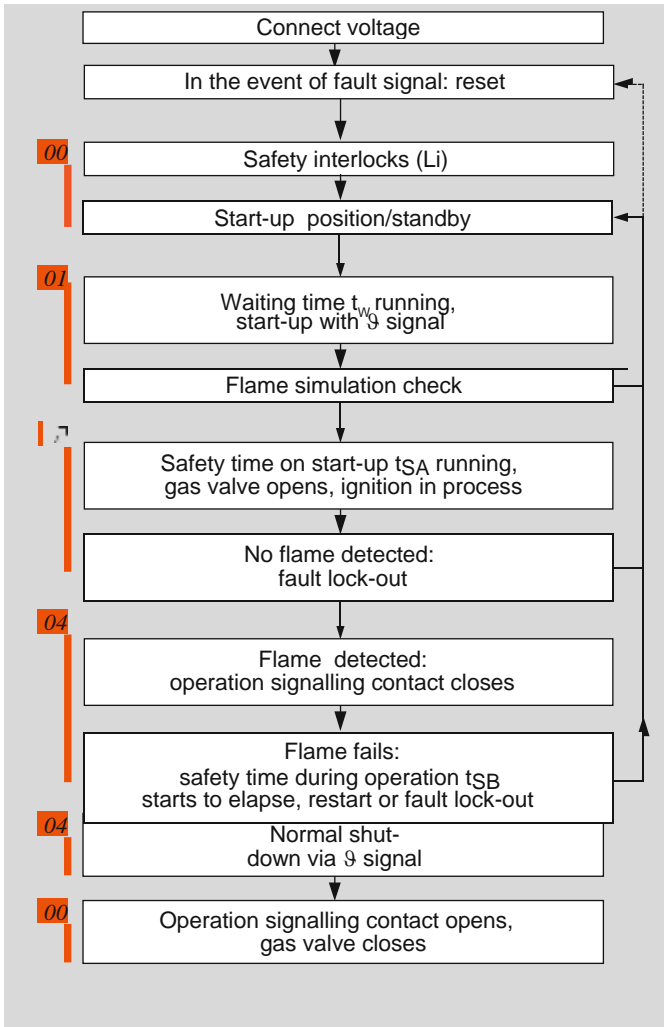 Connect voltage
In the event of fault signal: reset
00
Safety interlocks (Li)
Start-up position/standby
01
Waiting time tw running,
start-up with ϑ signal
Flame simulation check
Safety time on start-up tSA running,
gas valve opens, ignition in process
No flame detected:
fault lock-out
04
Flame detected:
operation signalling contact closes
Flame fails:
safety time during operation tSB
starts to elapse, restart or fault lock-out
04
Normal shut-
down via ϑ signal
00
Operation signalling contact opens,
gas valve closes